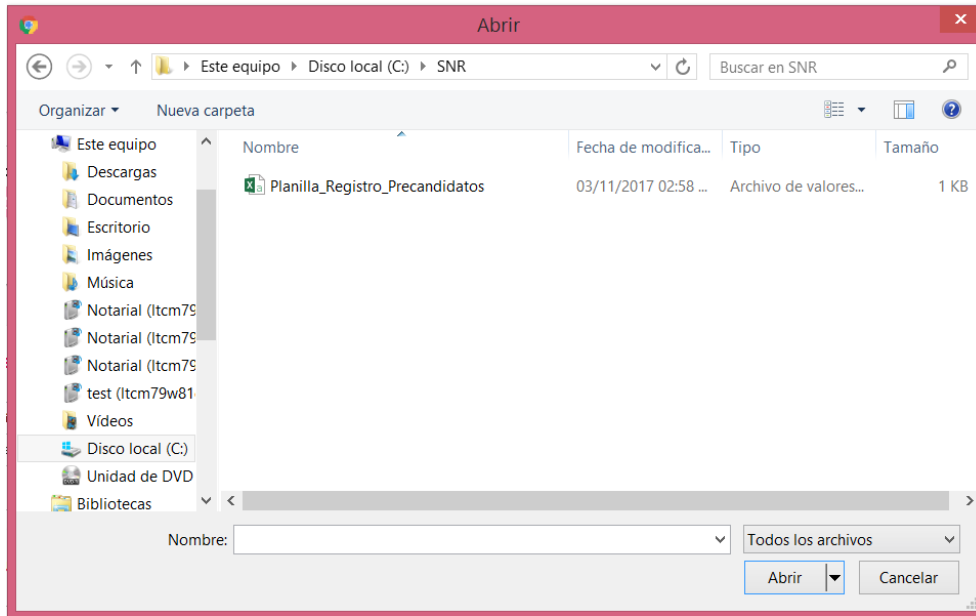 Abrir
Este equipo Disco local (C:) SNR
Buscar en SNR
Organizar
Nueva carpeta
Este equipo
Descargas
Documentos
Escritorio
Imágenes
Música
Notarial (ltcm79
Notarial (ltcm79
Notarial (ltcm79
test (ltcm79w81
Vídeos
Disco local (C:)
Unidad de DVD
Bibliotecas
Nombre Fecha de modifica... Tipo Tamaño
Planilla_Registro_Precandidatos 03/11/2017 02:58 ... Archivo de valores... 1 KB
Nombre:
Todos los archivos
Abrir
Cancelar